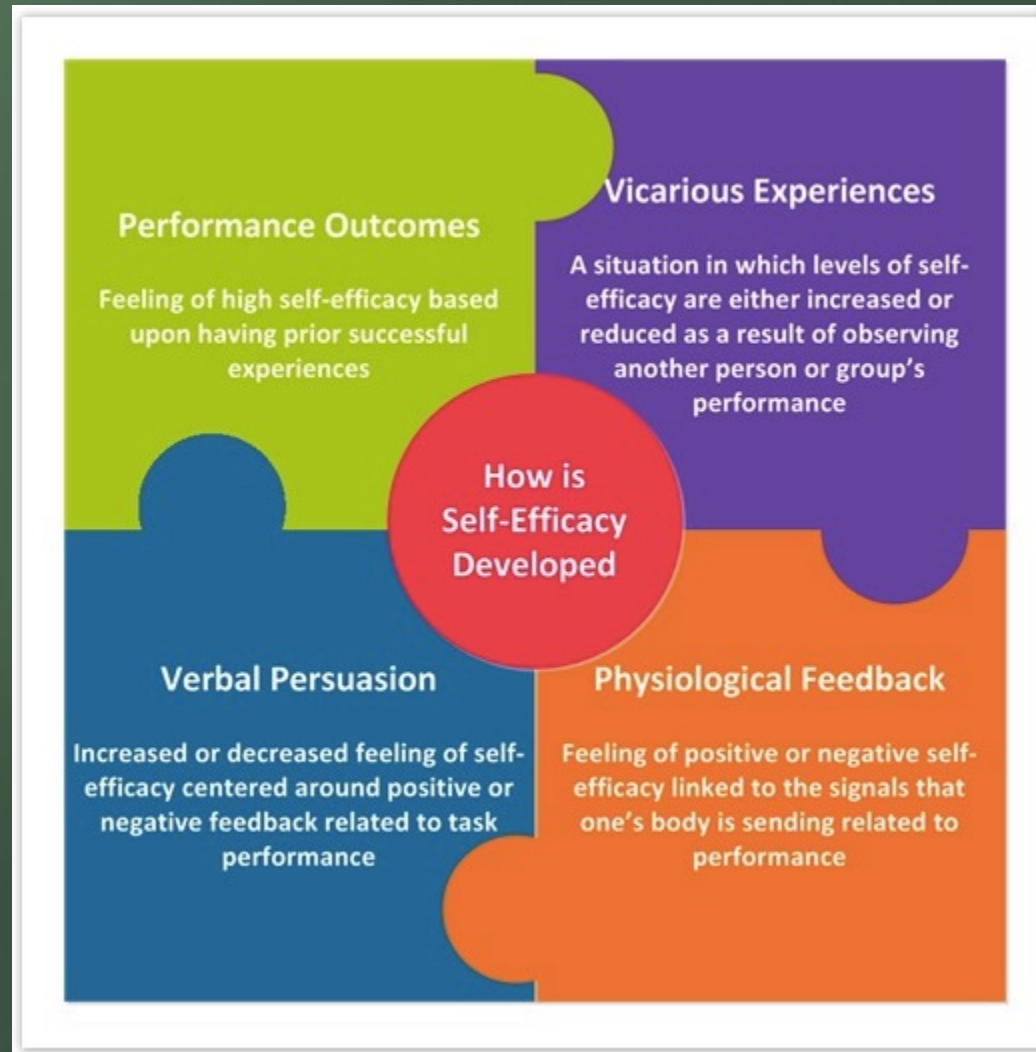 Performance Outcomes
Feeling of high self-efficacy based
upon having prior successful
experiences
Vicarious Experiences
A situation in which levels of self-
efficacy are either increased or
reduced as a result of observing
another person or group's
performance
How is
Self-Efficacy
Developed
Verbal Persuasion
Increased or decreased feeling of self-
efficacy centered around positive or
negative feedback related to task
performance
Physiological Feedback
Feeling of positive or negative self-
efficacy linked to the signals that
one's body is sending related to
performance